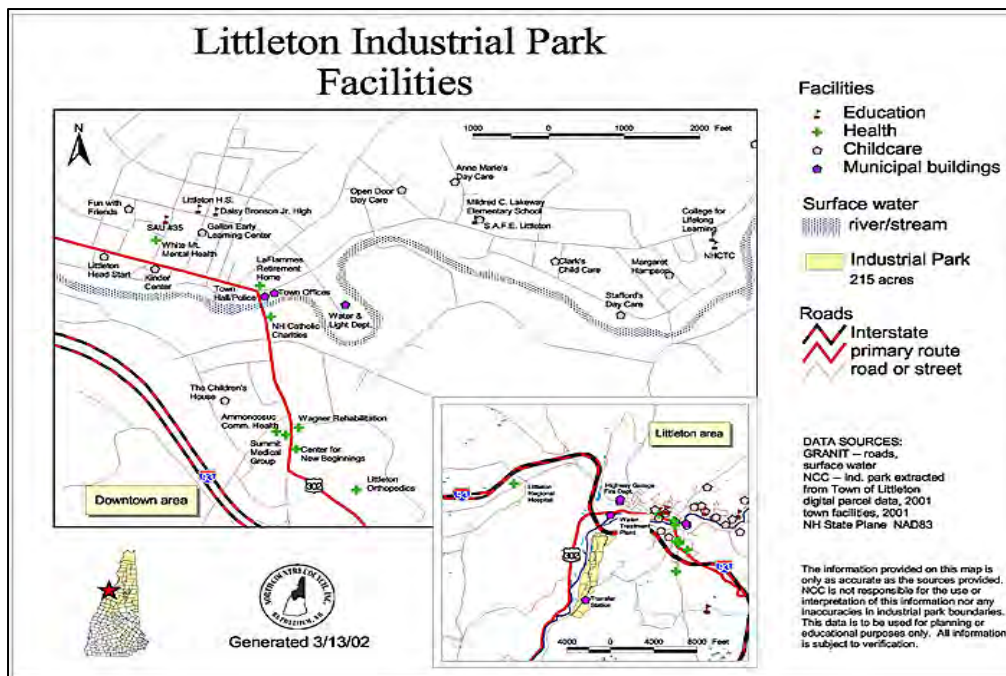 Littleton Industrial Park
Facilities
N
1000 0 1000 2000 Feet
Anne Marie's
Day Care
Open Door
Day Care
Mildred C. Lakeway
Elementary School
S.A.F.E. Littleton
College for
Lifelong
Learning
NHCTC
Clark's
Child Care
Margaret
Hampson
Stafford's
Day Care
Fun with
Friends
Littleton H.S.
Daisy Bronson Jr. High
SAU #35
Gallen Early
Learning Center
White Mt.
Mental Health
Littleton
Head Start
Kinder
Center
LaFlammes
Retirement
Home
Town
Hall/Police
Town Offices
Water &
Light Dept.
NH Catholic
Charities
The Children's
House
Ammonoosuc
Comm. Health
Wagner Rehabilitation
Summit
Medical
Group
Center for
New Beginnings
Littleton
Orthopedics
93
302
Downtown area
Littleton area
93
Littleton
Regional
Hospital
Highway Garage
Fire Dept.
Water
Treatment
Plant
302
93
Transfer
Station
4000 0 4000 8000 Feet
Facilities
Education
Health
Childcare
Municipal buildings
Surface water
river/stream
Industrial Park
215 acres
Roads
Interstate
primary route
road or street
DATA SOURCES:
GRANIT – roads,
surface water
NCC – ind. park extracted
from Town of Littleton
digital parcel data, 2001
town facilities, 2001
NH State Plane NAD83
The information provided on this map is
only as accurate as the sources provided.
NCC is not responsible for the use or
interpretation of this information nor any
inaccuracies in industrial park boundaries.
This data is to be used for planning or
educational purposes only. All information
is subject to verification.
NORTH COUNTRY COUNCIL, INC.
BETHLEHEM, NH
Generated 3/13/02